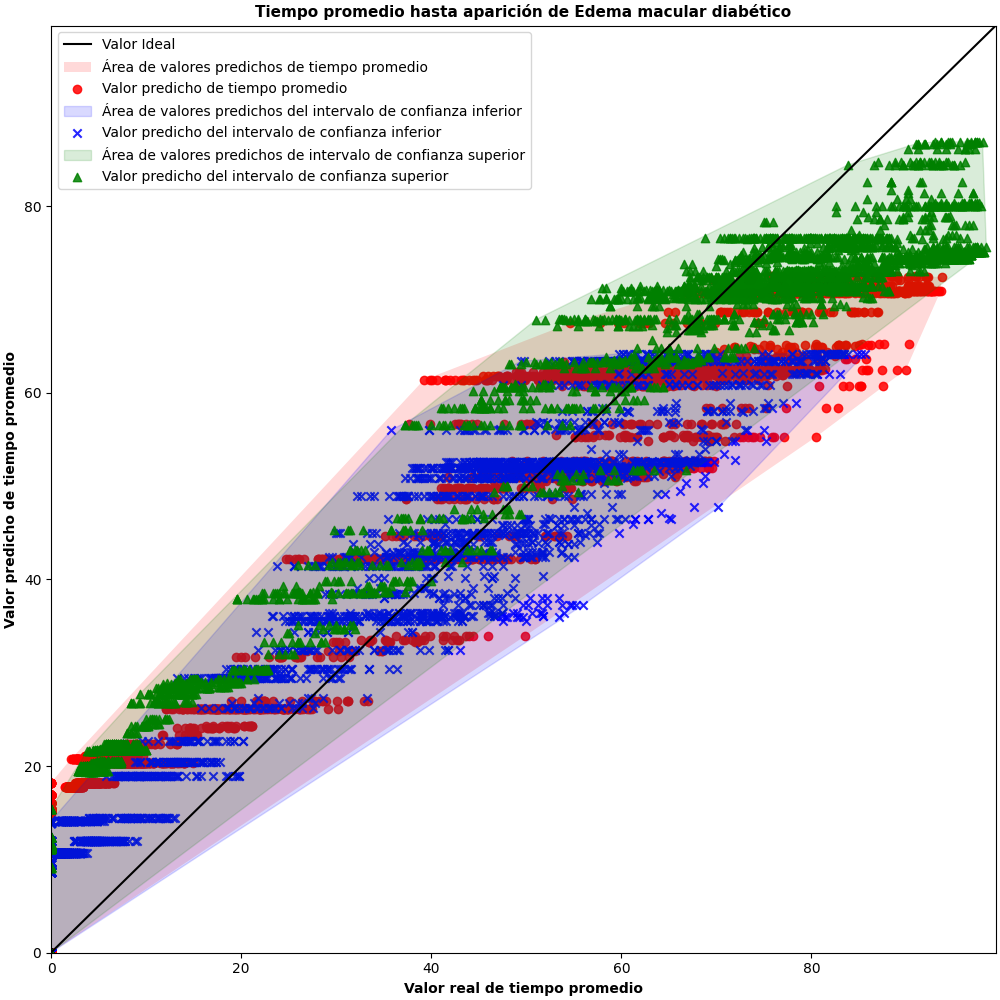 Tiempo promedio hasta aparición de Edema macular diabético
Valor Ideal
Área de valores predichos de tiempo promedio
Valor predicho de tiempo promedio
Área de valores predichos del intervalo de confianza inferior
Valor predicho del intervalo de confianza inferior
Área de valores predichos de intervalo de confianza superior
Valor predicho del intervalo de confianza superior
Valor predicho de tiempo promedio
80
60
40
20
0
0 20 40 60 80
Valor real de tiempo promedio